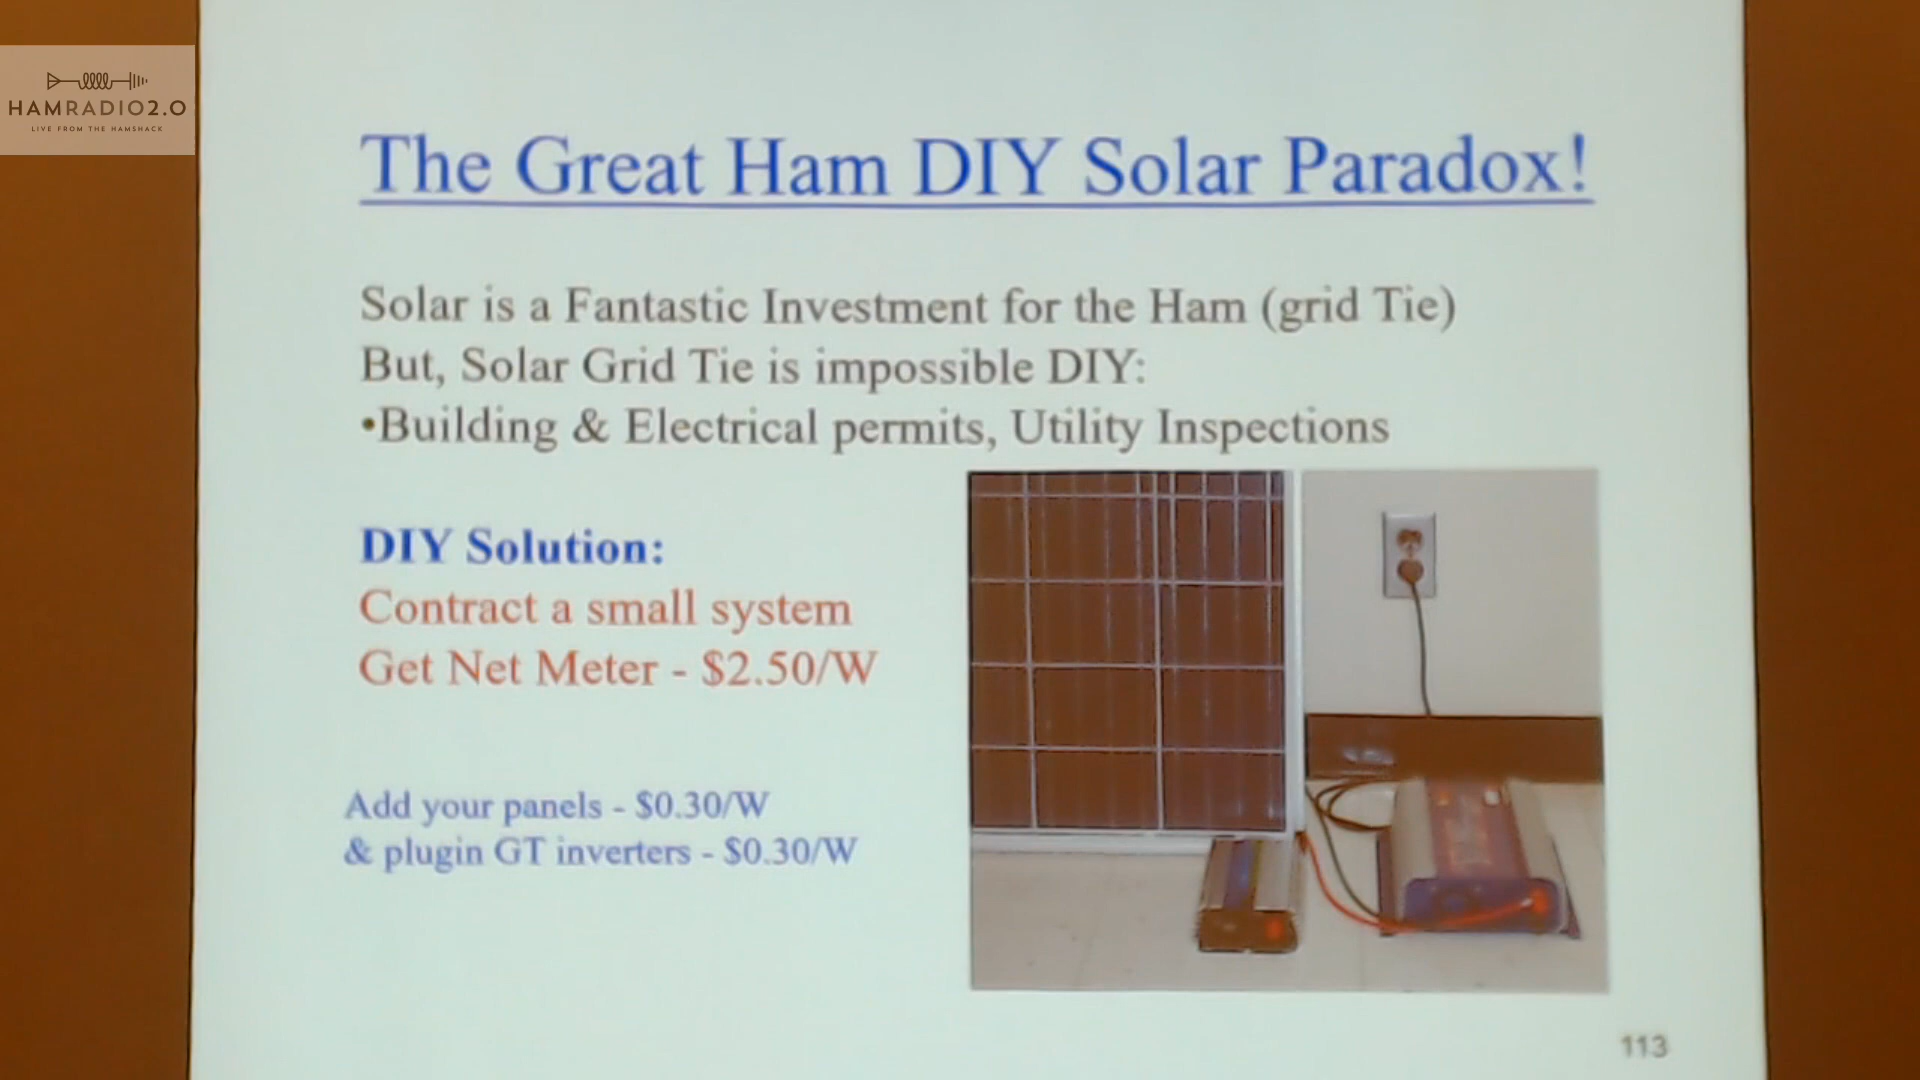 HAMRADIO2.0
LIVE FROM THE HAMSHACK
The Great Ham DIY Solar Paradox!
Solar is a Fantastic Investment for the Ham (grid Tie)
But, Solar Grid Tie is impossible DIY:
•Building & Electrical permits, Utility Inspections
DIY Solution:
Contract a small system
Get Net Meter - $2.50/W
Add your panels - $0.30/W
& plugin GT inverters - $0.30/W
113